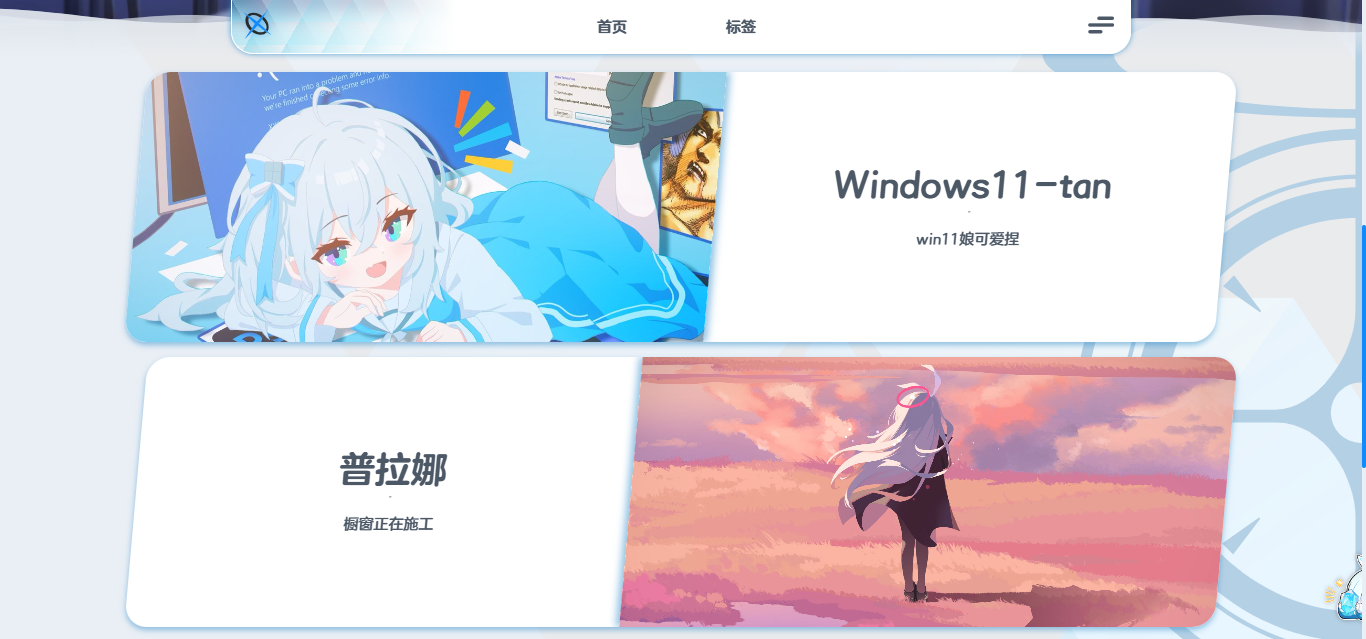 首页
标签
Your PC ran into a problem and
we're finished collecting some error info
Windows11-tan
win11娘可爱捏
普拉娜
橱窗正在施工